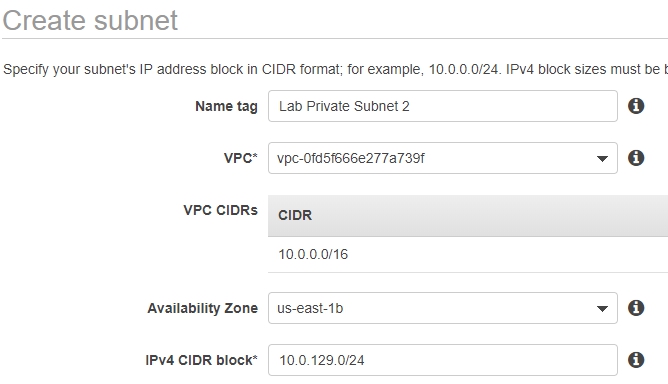 Create subnet
Specify your subnet's IP address block in CIDR format; for example, 10.0.0.0/24. IPv4 block sizes must be
Name tag Lab Private Subnet 2
VPC* vpc-0fd5f666e277a739f
VPC CIDRs CIDR
10.0.0.0/16
Availability Zone us-east-1b
IPv4 CIDR block* 10.0.129.0/24